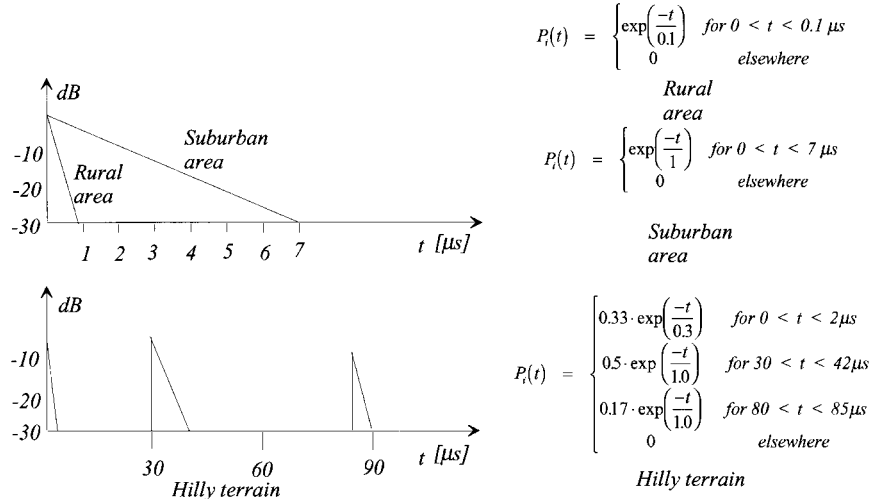 dB
Suburban
area
Rural
area
-10
-20
-30
1 2 3 4 5 6 7
t [μs]
dB
-10
-20
-30
30 60 90
t [μs]
Hilly terrain
P_i(t) = { exp(-t/0.1) for 0 < t < 0.1 μs
0 elsewhere
Rural
area
P_i(t) = { exp(-t/1) for 0 < t < 7 μs
0 elsewhere
Suburban
area
P_i(t) = { 0.33·exp(-t/0.3) for 0 < t < 2μs
0.5·exp(-t/1.0) for 30 < t < 42μs
0.17·exp(-t/1.0) for 80 < t < 85μs
0 elsewhere
Hilly terrain